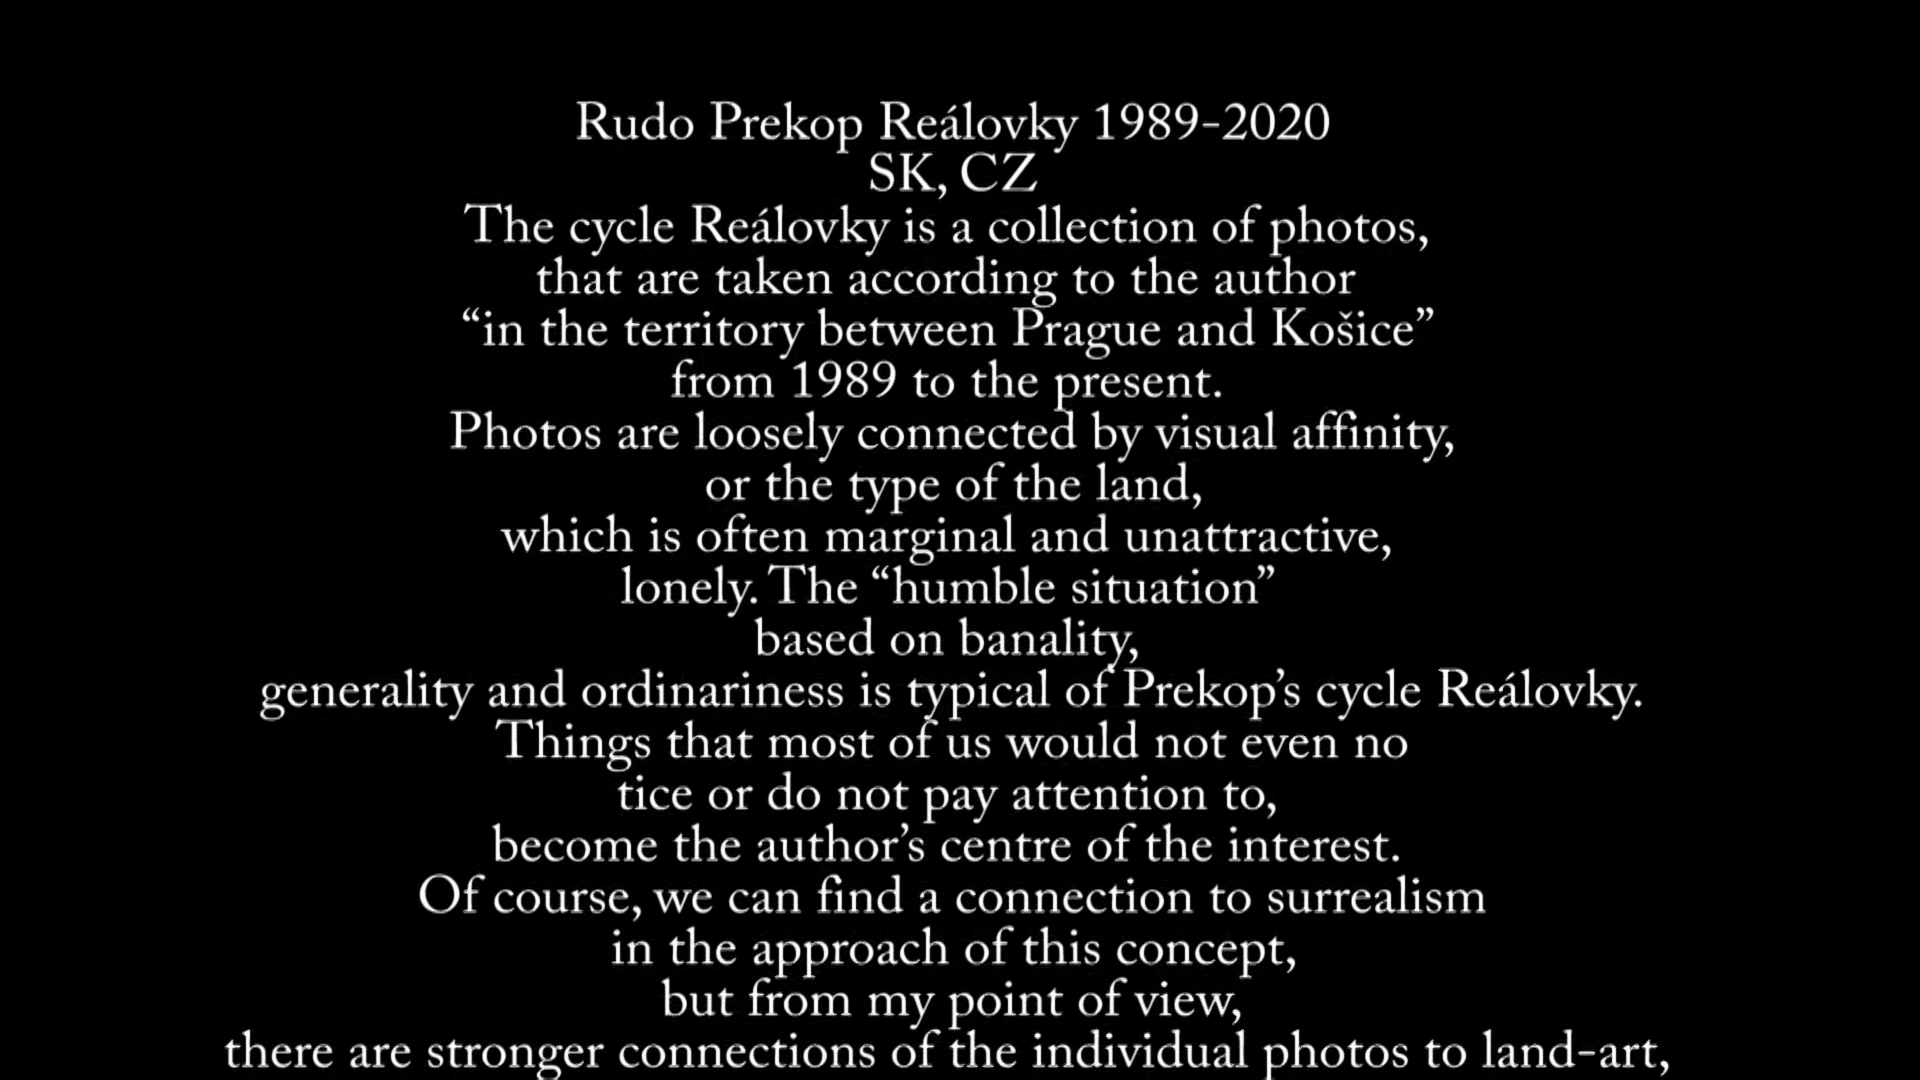 Rudo Prekop Reálovky 1989-2020
SK, CZ
The cycle Reálovky is a collection of photos,
that are taken according to the author
“in the territory between Prague and Košice”
from 1989 to the present.
Photos are loosely connected by visual affinity,
or the type of the land,
which is often marginal and unattractive,
lonely. The “humble situation”
based on banality,
generality and ordinariness is typical of Prekop’s cycle Reálovky.
Things that most of us would not even no
tice or do not pay attention to,
become the author’s centre of the interest.
Of course, we can find a connection to surrealism
in the approach of this concept,
but from my point of view,
there are stronger connections of the individual photos to land-art,